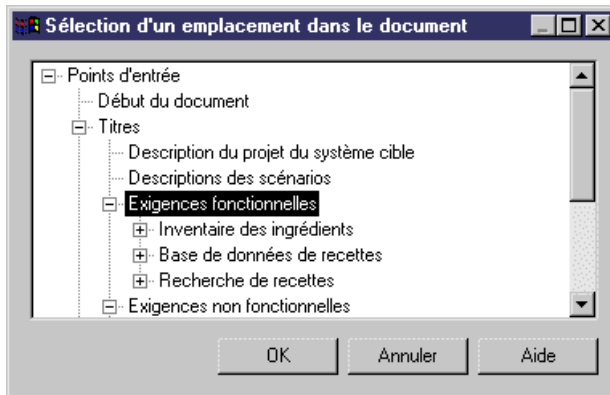 Sélection d'un emplacement dans le document
Points d'entrée
Début du document
Titres
Description du projet du système cible
Descriptions des scénarios
Exigences fonctionnelles
Inventaire des ingrédients
Base de données de recettes
Recherche de recettes
Exigences non fonctionnelles
OK Annuler Aide